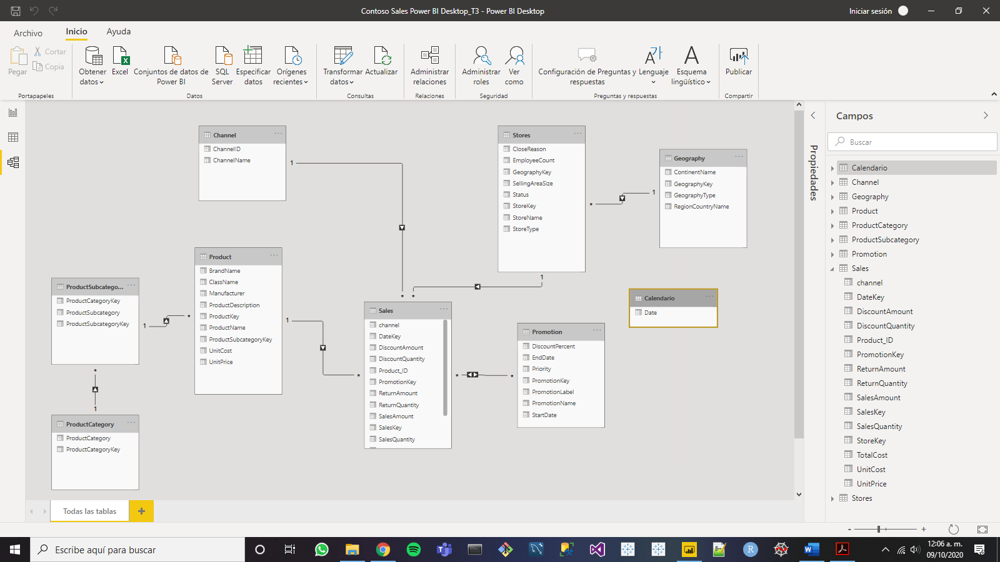 Contoso Sales Power BI Desktop_T3 - Power BI Desktop
Iniciar sesión
Archivo
Inicio
Ayuda
Pegar
Cortar
Copia
Portapapeles
Obtener
datos
Excel
Conjuntos de datos de
Power BI
SQL
Server
Especificar
datos
Orígenes
recientes
Datos
Transformar
datos
Actualizar
Consultas
Administrar
relaciones
Relaciones
Administrar
roles
Ver
como
Seguridad
Configuración de Preguntas y
respuestas
Lenguaje
Esquema
lingüístico
Preguntas y respuestas
Publicar
Compartir
Channel
ChannelID
ChannelName
1
Stores
CloseReason
EmployeeCount
GeographyKey
SellingAreaSize
Status
StoreKey
StoreName
StoreType
1
Geography
ContinentName
GeographyKey
GeographyType
RegionCountryName
1
*
Product
BrandName
ClassName
Manufacturer
ProductDescription
ProductKey
ProductName
ProductSubcategoryKey
UnitCost
UnitPrice
1
*
ProductSubcatego...
ProductCategoryKey
ProductSubcategory
ProductSubcategoryKey
1
*
*
1
ProductCategory
ProductCategory
ProductCategoryKey
* *
Sales
channel
DateKey
DiscountAmount
DiscountQuantity
Product_ID
PromotionKey
ReturnAmount
ReturnQuantity
SalesAmount
SalesKey
SalesQuantity
*
*
Promotion
DiscountPercent
EndDate
Priority
PromotionKey
PromotionLabel
PromotionName
StartDate
Calendario
Date
Propiedades
Campos
Buscar
Calendario
Channel
Geography
Product
ProductCategory
ProductSubcategory
Promotion
Sales
channel
DateKey
DiscountAmount
DiscountQuantity
Product_ID
PromotionKey
ReturnAmount
ReturnQuantity
SalesAmount
SalesKey
SalesQuantity
StoreKey
TotalCost
UnitCost
UnitPrice
Stores
Todas las tablas
+
- +
Escribe aquí para buscar
12:06 a. m.
09/10/2020